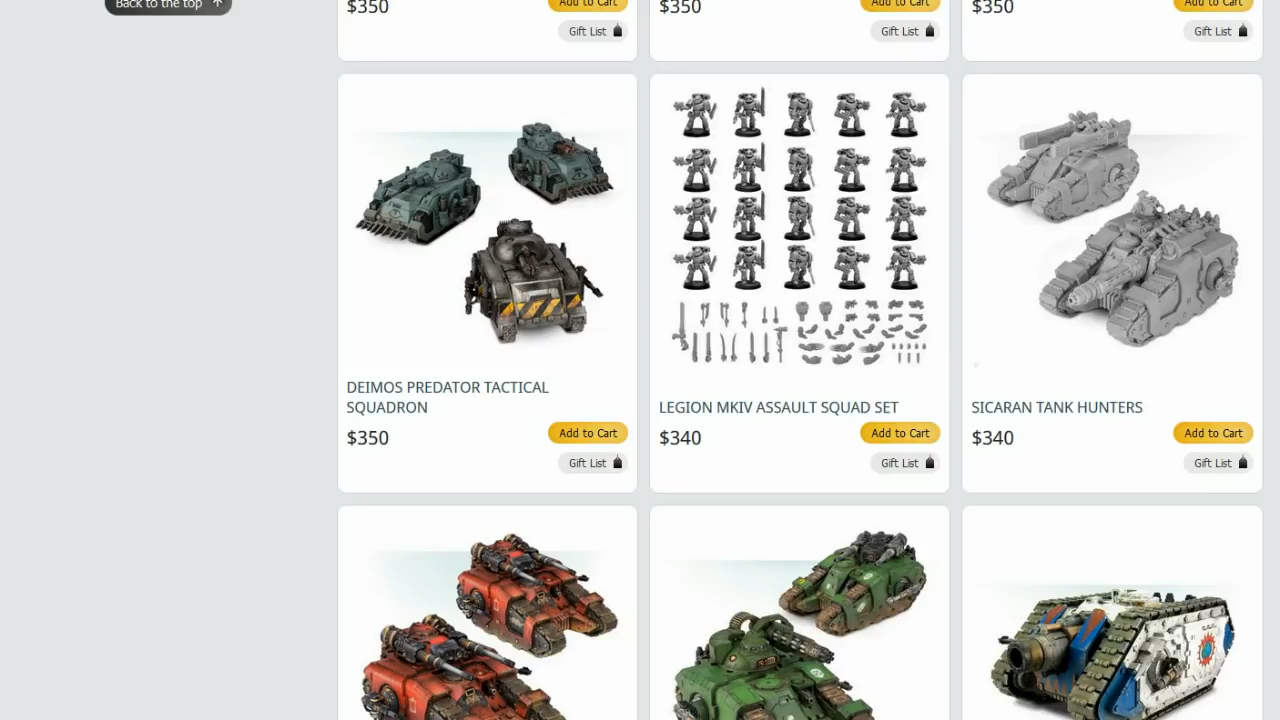 Back to the top
$350
Add to Cart
Gift List
$350
Add to Cart
Gift List
$350
Add to Cart
Gift List
DEIMOS PREDATOR TACTICAL
SQUADRON
$350
Add to Cart
Gift List
LEGION MKIV ASSAULT SQUAD SET
$340
Add to Cart
Gift List
SICARAN TANK HUNTERS
$340
Add to Cart
Gift List